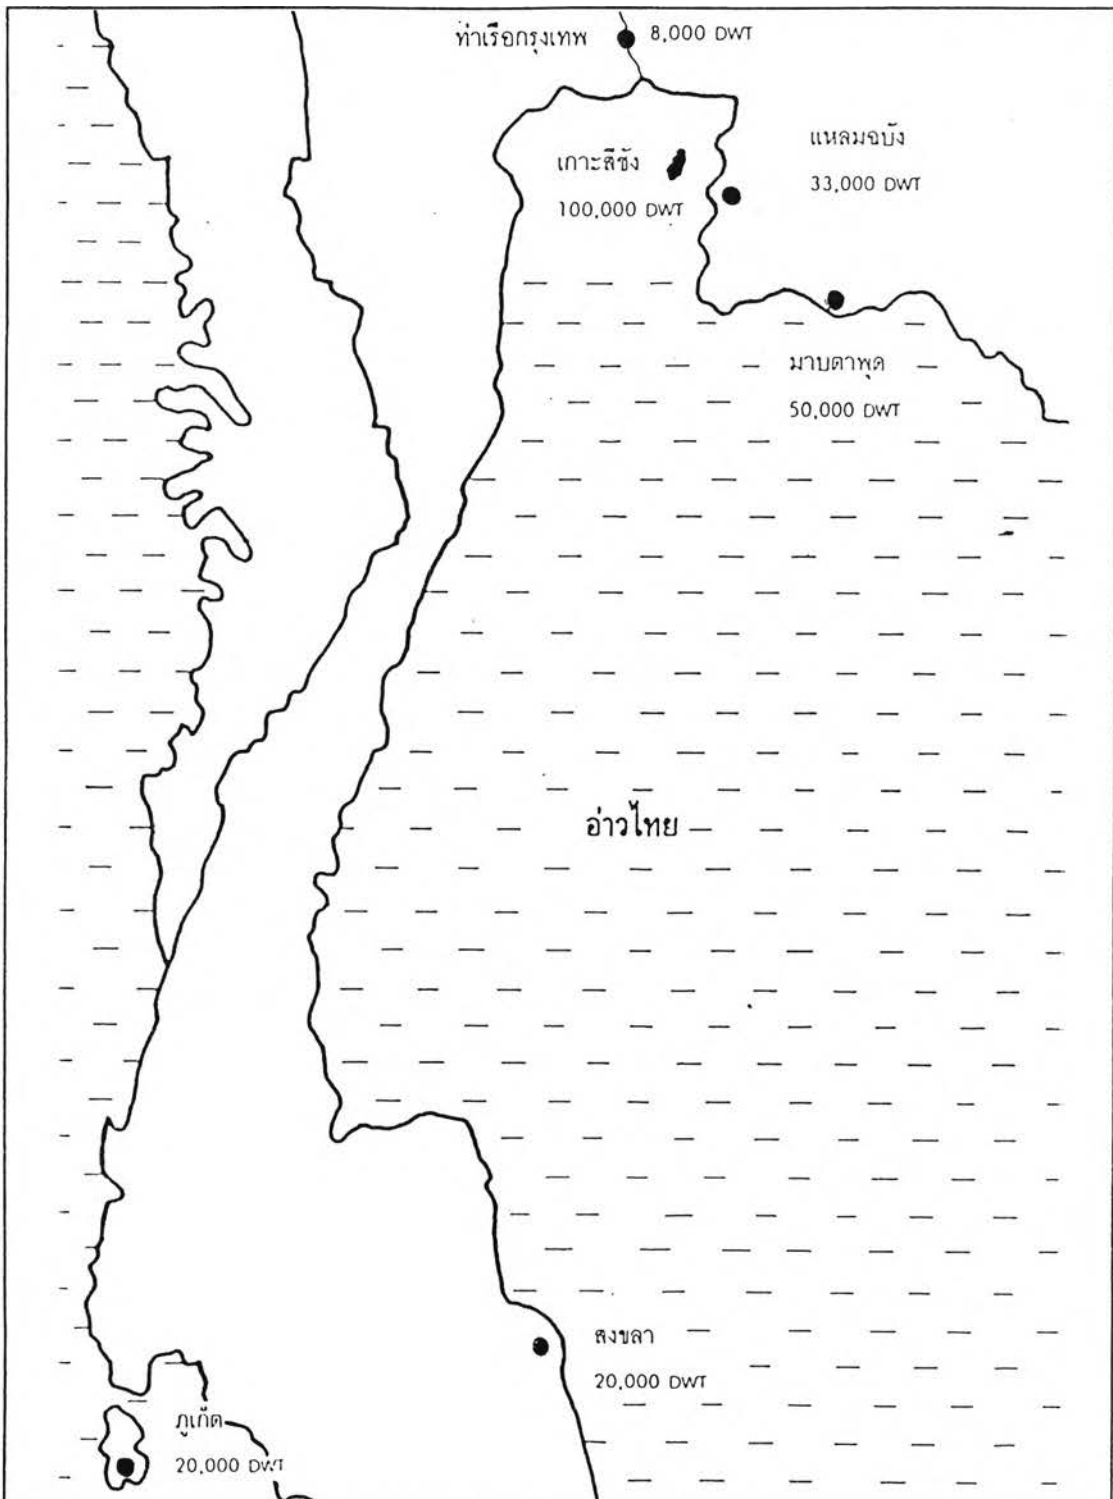 ท่าเรือกรุงเทพ 8,000 DWT
แหลมฉบัง
33,000 DWT
เกาะสีชัง
100,000 DWT
มาบตาพุด
50,000 DWT
อ่าวไทย
สงขลา
20,000 DWT
ภูเก็ต
20,000 DWT